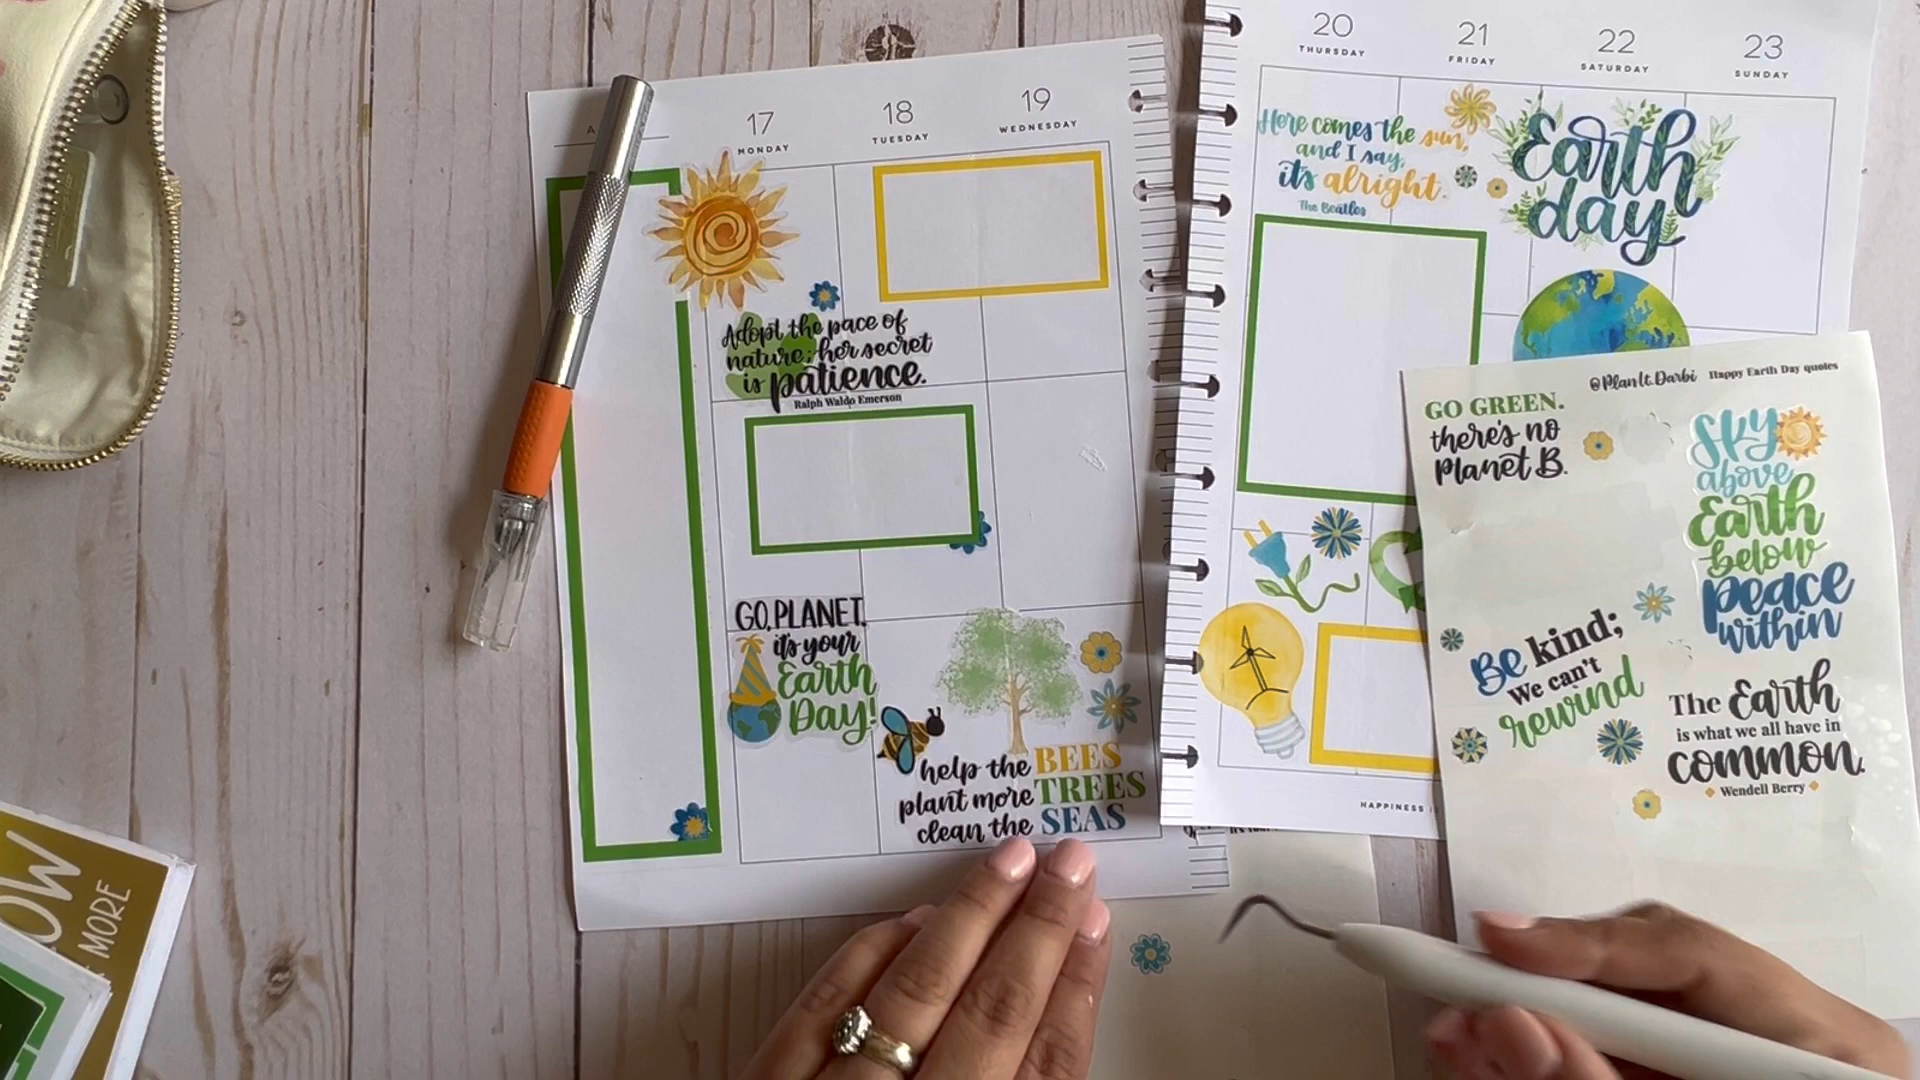 17
MONDAY
18
TUESDAY
19
WEDNESDAY
Adopt the pace of
nature; her secret
is patience.
Ralph Waldo Emerson
GO, PLANET,
it's your
Earth
Day!
help the BEES
plant more TREES
clean the SEAS
20
THURSDAY
21
FRIDAY
22
SATURDAY
23
SUNDAY
Here comes the sun,
and I say,
it's alright.
The Beatles
Earth
day
HAPPINESS
@PlanIt.Darbi Happy Earth Day quotes
GO GREEN.
there's no
planet B.
Sky
above
Earth
below
peace
within
Be kind;
We can't
rewind
The Earth
is what we all have in
common.
Wendell Berry
OW
MORE